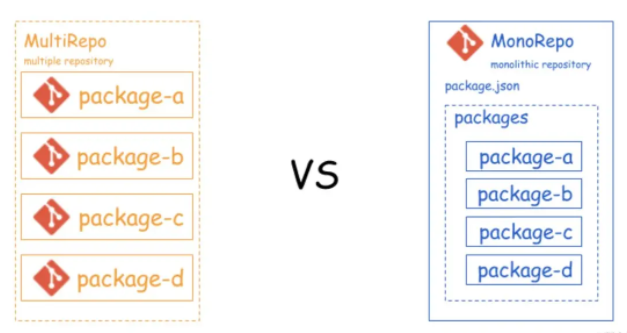 MultiRepo
multiple repository
package-a
package-b
package-c
package-d
VS
MonoRepo
monolithic repository
package.json
packages
package-a
package-b
package-c
package-d